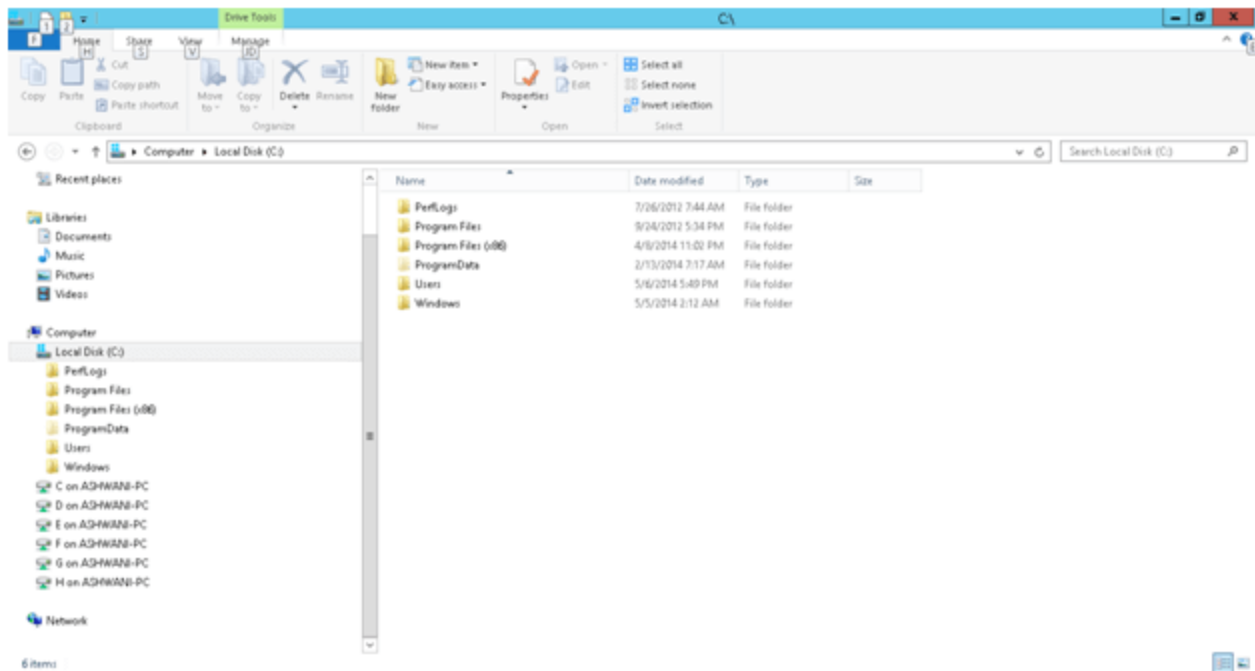 Drive Tools
C:\
1 2
F Home Share View Manage
H S V JD
Cut
Copy path
Paste shortcut
Copy Paste
Move to
Copy to
Delete Rename
New folder
New item
Easy access
Properties
Open
Edit
Select all
Select none
Invert selection
Clipboard Organize New Open Select
Computer Local Disk (C:) Search Local Disk (C:)
Recent places
Libraries
Documents
Music
Pictures
Videos
Computer
Local Disk (C:)
PerfLogs
Program Files
Program Files (x86)
ProgramData
Users
Windows
C on ASHWANI-PC
D on ASHWANI-PC
E on ASHWANI-PC
F on ASHWANI-PC
G on ASHWANI-PC
H on ASHWANI-PC
Network
Name Date modified Type Size
PerfLogs 7/26/2012 7:44 AM File folder
Program Files 9/24/2012 5:34 PM File folder
Program Files (x86) 4/8/2014 11:02 PM File folder
ProgramData 2/13/2014 7:17 AM File folder
Users 5/6/2014 5:49 PM File folder
Windows 5/5/2014 2:12 AM File folder
6 items